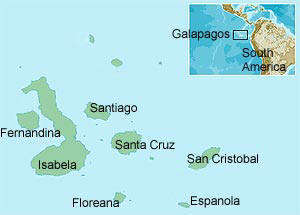 Galapagos
South
America
Santiago
Fernandina
Santa Cruz
Isabela
San Cristobal
Floreana
Espanola